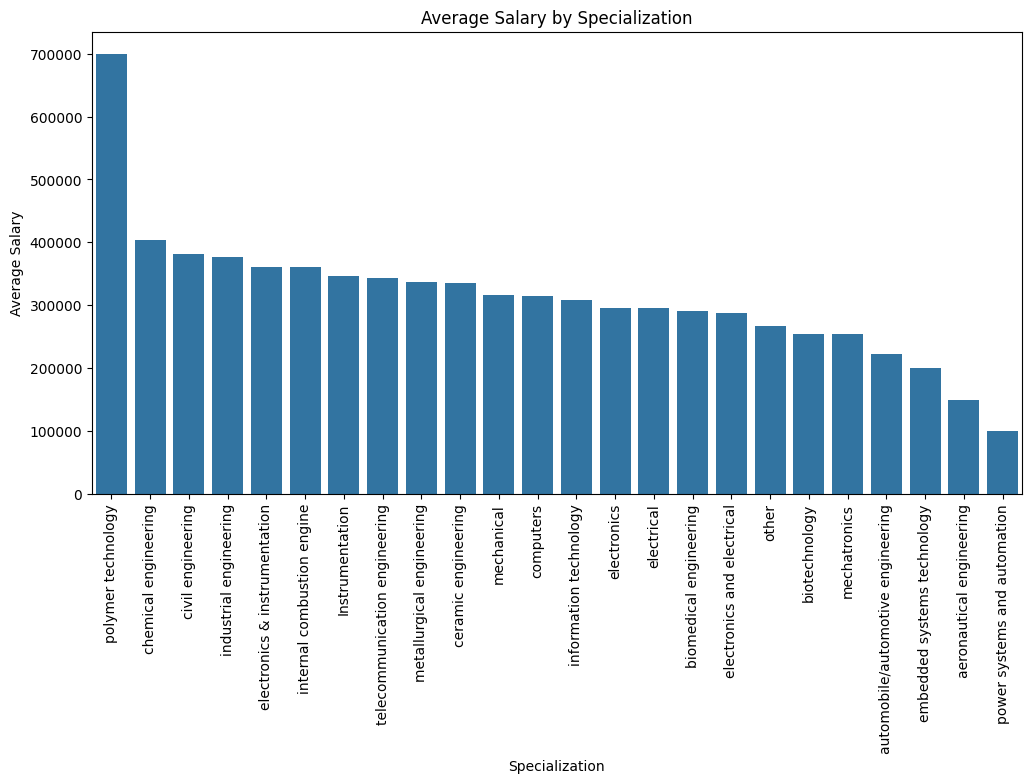 Average Salary by Specialization
Average Salary
700000
600000
500000
400000
300000
200000
100000
0
polymer technology
chemical engineering
civil engineering
industrial engineering
electronics & instrumentation
internal combustion engine
Instrumentation
telecommunication engineering
metallurgical engineering
ceramic engineering
mechanical
computers
information technology
electronics
electrical
biomedical engineering
electronics and electrical
other
biotechnology
mechatronics
automobile/automotive engineering
embedded systems technology
aeronautical engineering
power systems and automation
Specialization